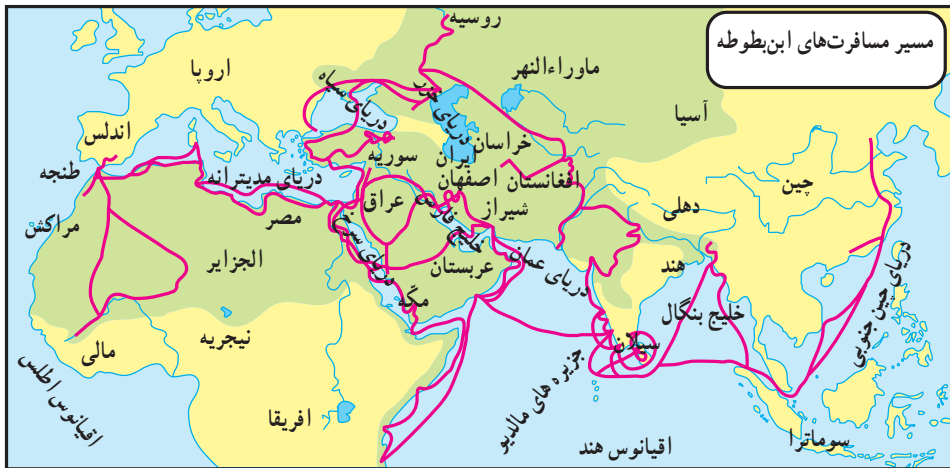 مسیر مسافرت‌های ابن‌بطوطه
روسیه
ماوراءالنهر
اروپا
دریای سیاه
دریای خزر
آسیا
اندلس
خراسان
سوریه
ایران
طنجه
دریای مدیترانه
اصفهان
افغانستان
چین
مراکش
مصر
عراق
شیراز
دهلی
خلیج فارس
دریای سرخ
الجزایر
عربستان
دریای عمان
هند
مکّه
خلیج بنگال
دریای چین جنوبی
مالی
نیجریه
سیلان
اقیانوس اطلس
جزیره های مالدیو
افریقا
اقیانوس هند
سوماترا